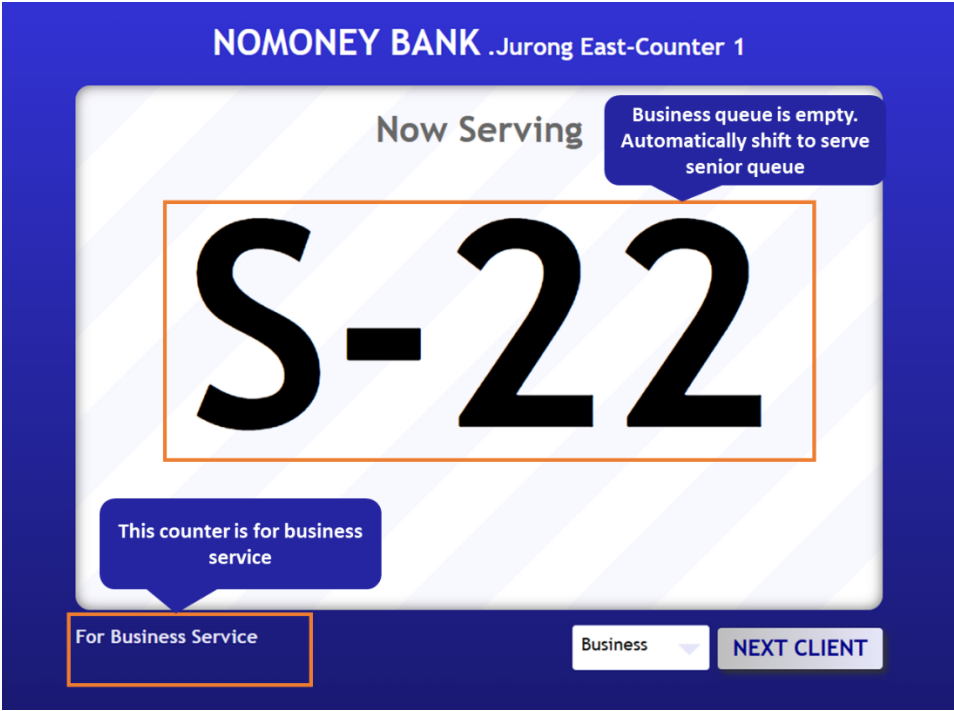 NOMONEY BANK .Jurong East-Counter 1
Now Serving
Business queue is empty.
Automatically shift to serve
senior queue
S-22
This counter is for business
service
For Business Service
Business
NEXT CLIENT